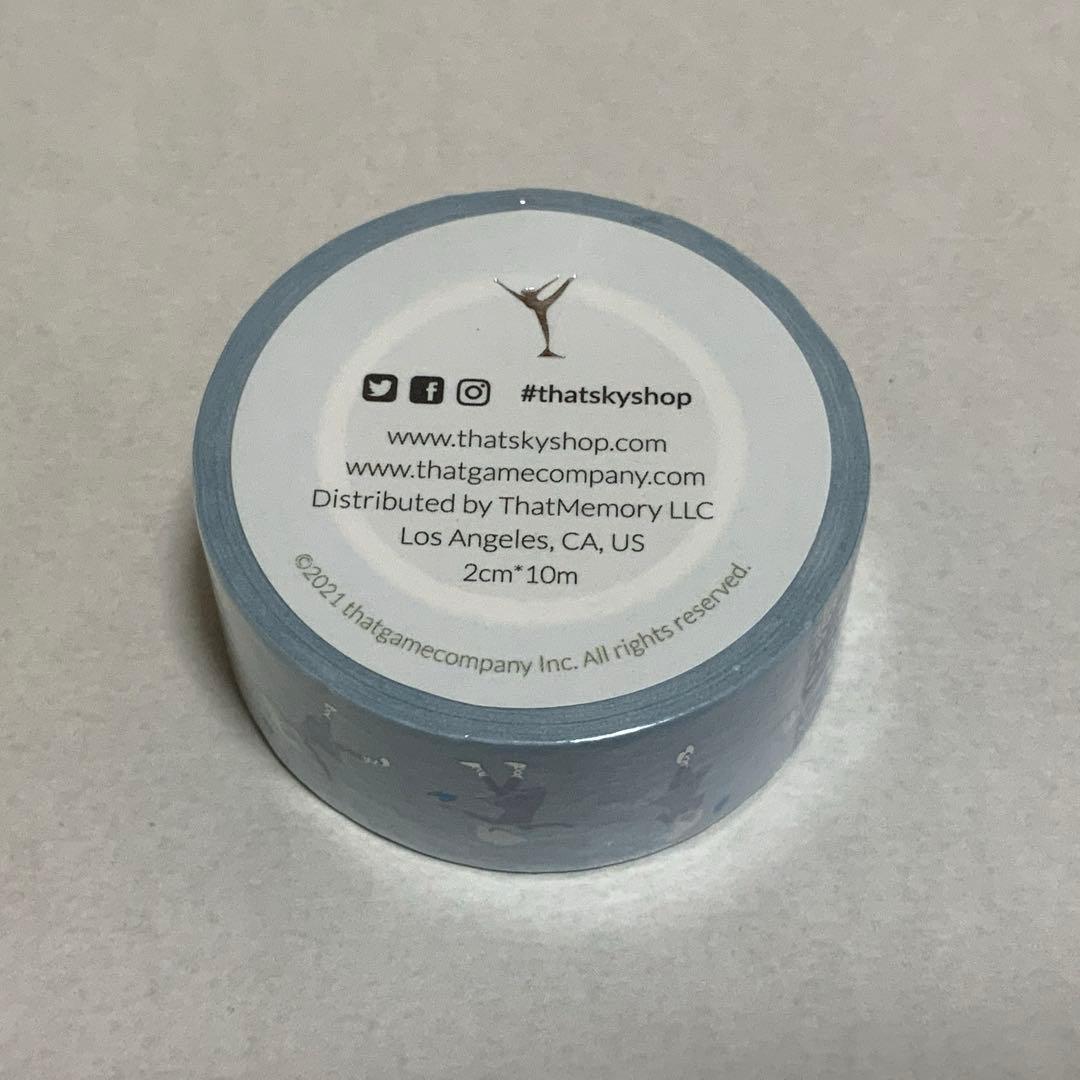 #thatskyshop
www.thatskyshop.com
www.thatgamecompany.com
Distributed by ThatMemory LLC
Los Angeles, CA, US
2cm*10m
©2021 thatgamecompany Inc. All rights reserved.